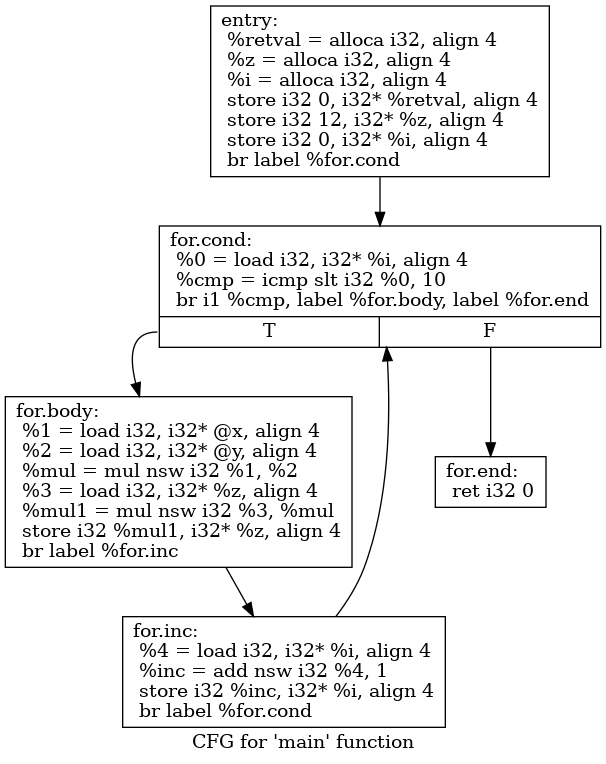 entry:
%retval = alloca i32, align 4
%z = alloca i32, align 4
%i = alloca i32, align 4
store i32 0, i32* %retval, align 4
store i32 12, i32* %z, align 4
store i32 0, i32* %i, align 4
br label %for.cond
for.cond:
%0 = load i32, i32* %i, align 4
%cmp = icmp slt i32 %0, 10
br i1 %cmp, label %for.body, label %for.end
T
F
for.body:
%1 = load i32, i32* @x, align 4
%2 = load i32, i32* @y, align 4
%mul = mul nsw i32 %1, %2
%3 = load i32, i32* %z, align 4
%mul1 = mul nsw i32 %3, %mul
store i32 %mul1, i32* %z, align 4
br label %for.inc
for.end:
ret i32 0
for.inc:
%4 = load i32, i32* %i, align 4
%inc = add nsw i32 %4, 1
store i32 %inc, i32* %i, align 4
br label %for.cond
CFG for 'main' function